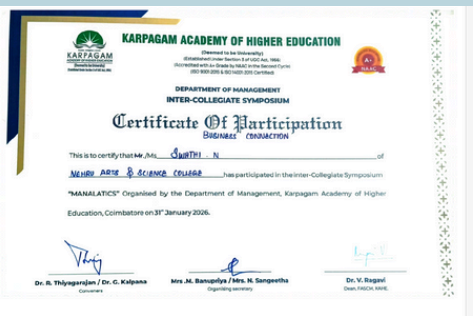 KARPAGAM ACADEMY OF HIGHER EDUCATION
(Deemed to be University)
(Established Under Section 3 of UGC Act, 1956)
(Accredited with A+ Grade by NAAC in the Second Cycle)
(ISO 9001:2015 & ISO 14001:2015 Certified)
KARPAGAM
A+
NAAC
DEPARTMENT OF MANAGEMENT
INTER-COLLEGIATE SYMPOSIUM
Certificate Of Participation
BUSINESS CONNECTION
This is to certify that Mr./Ms. SWATHI . N of
NEHRU ARTS & SCIENCE COLLEGE has participated in the Inter-Collegiate Symposium
"MANALATICS" Organised by the Department of Management, Karpagam Academy of Higher
Education, Coimbatore on 31st January 2026.
Dr. R. Thiyagarajan / Dr. G. Kalpana
Conveners
Mrs .M. Banupriya / Mrs. N. Sangeetha
Organising secretary
Dr. V. Ragavi
Dean, FASCM, KAHE.